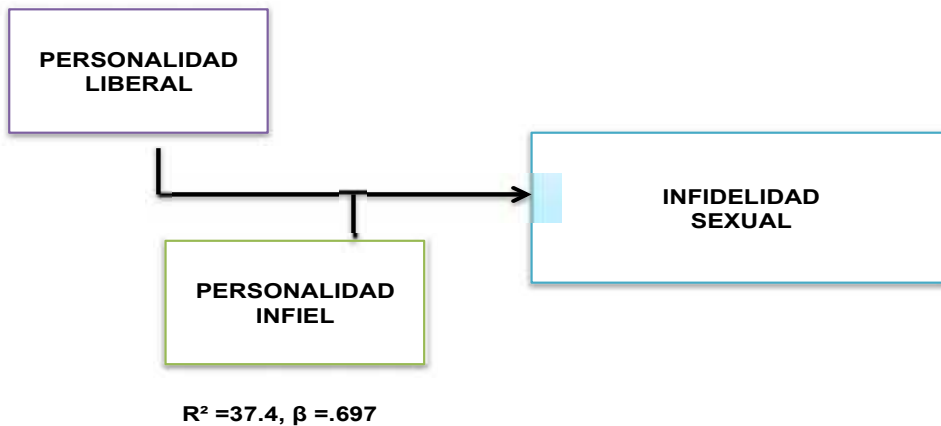 PERSONALIDAD
LIBERAL
INFIDELIDAD
SEXUAL
PERSONALIDAD
INFIEL
R² =37.4, β =.697